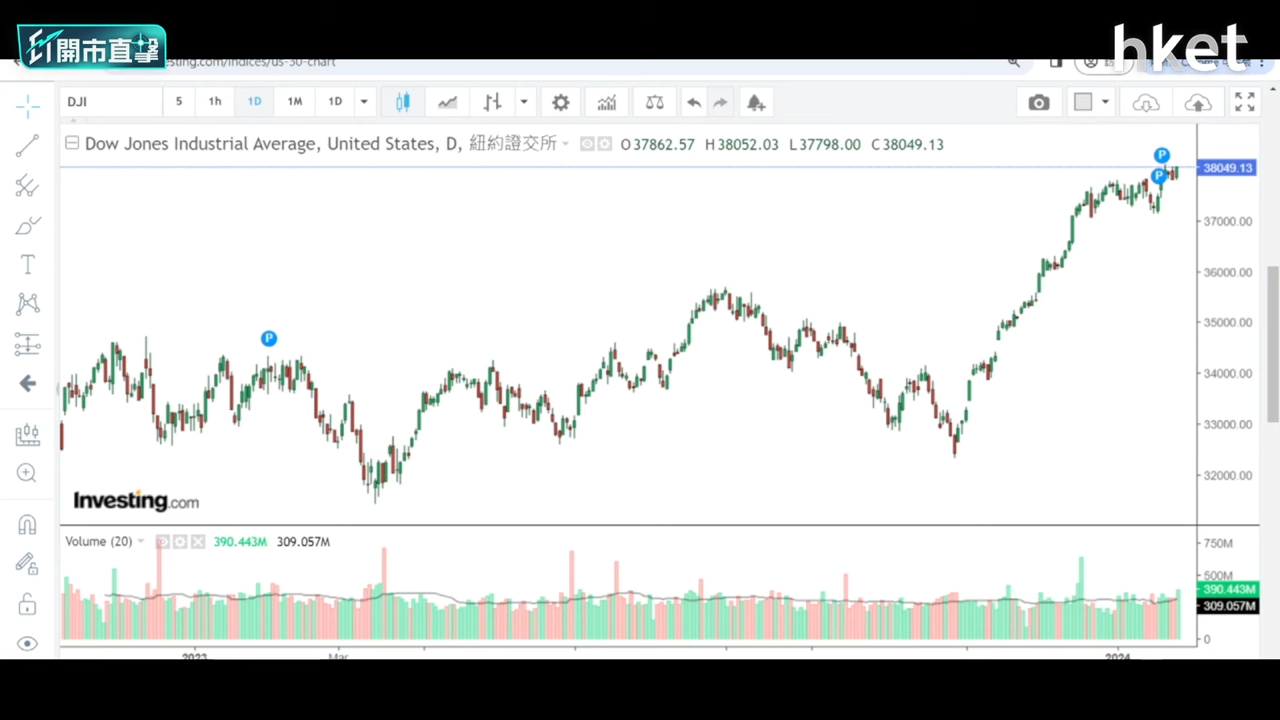 開市直擊
hket
esting.com/indices/us-30-chart
DJI
5
1h
1D
1M
1D
Dow Jones Industrial Average, United States, D, 紐約證交所
O37862.57 H38052.03 L37798.00 C38049.13
P
P
38049.13
37000.00
36000.00
35000.00
P
34000.00
33000.00
32000.00
Investing.com
Volume (20)
390.443M
309.057M
750M
500M
390.443M
309.057M
0
2023
Mar
2024